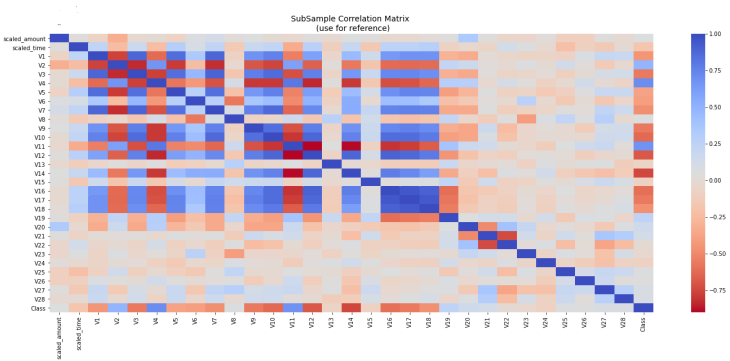 SubSample Correlation Matrix
(use for reference)
scaled_amount
scaled_time
V1
V2
V3
V4
V5
V6
V7
V8
V9
V10
V11
V12
V13
V14
V15
V16
V17
V18
V19
V20
V21
V22
V23
V24
V25
V26
V27
V28
Class
scaled_amount
scaled_time
V1
V2
V3
V4
V5
V6
V7
V8
V9
V10
V11
V12
V13
V14
V15
V16
V17
V18
V19
V20
V21
V22
V23
V24
V25
V26
V27
V28
Class
1.00
0.75
0.50
0.25
0.00
−0.25
−0.50
−0.75